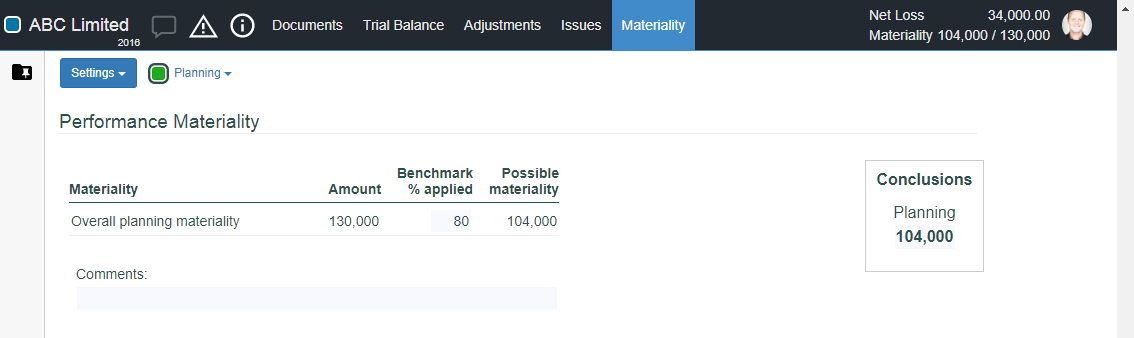 ABC Limited
2016
Documents Trial Balance Adjustments Issues Materiality
Net Loss 34,000.00
Materiality 104,000 / 130,000
Settings Planning
Performance Materiality
Materiality Amount Benchmark % applied Possible materiality
Overall planning materiality 130,000 80 104,000
Comments:
Conclusions
Planning
104,000